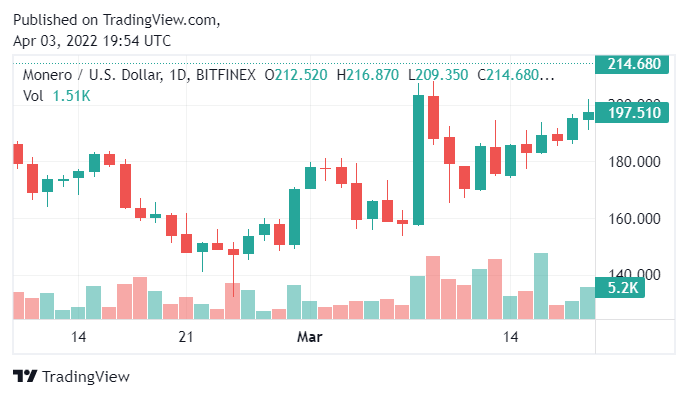 Published on TradingView.com,
Apr 03, 2022 19:54 UTC
Monero / U.S. Dollar, 1D, BITFINEX O212.520 H216.870 L209.350 C214.680...
Vol 1.51K
214.680
197.510
180.000
160.000
140.000
5.2K
14 21 Mar 14
TradingView